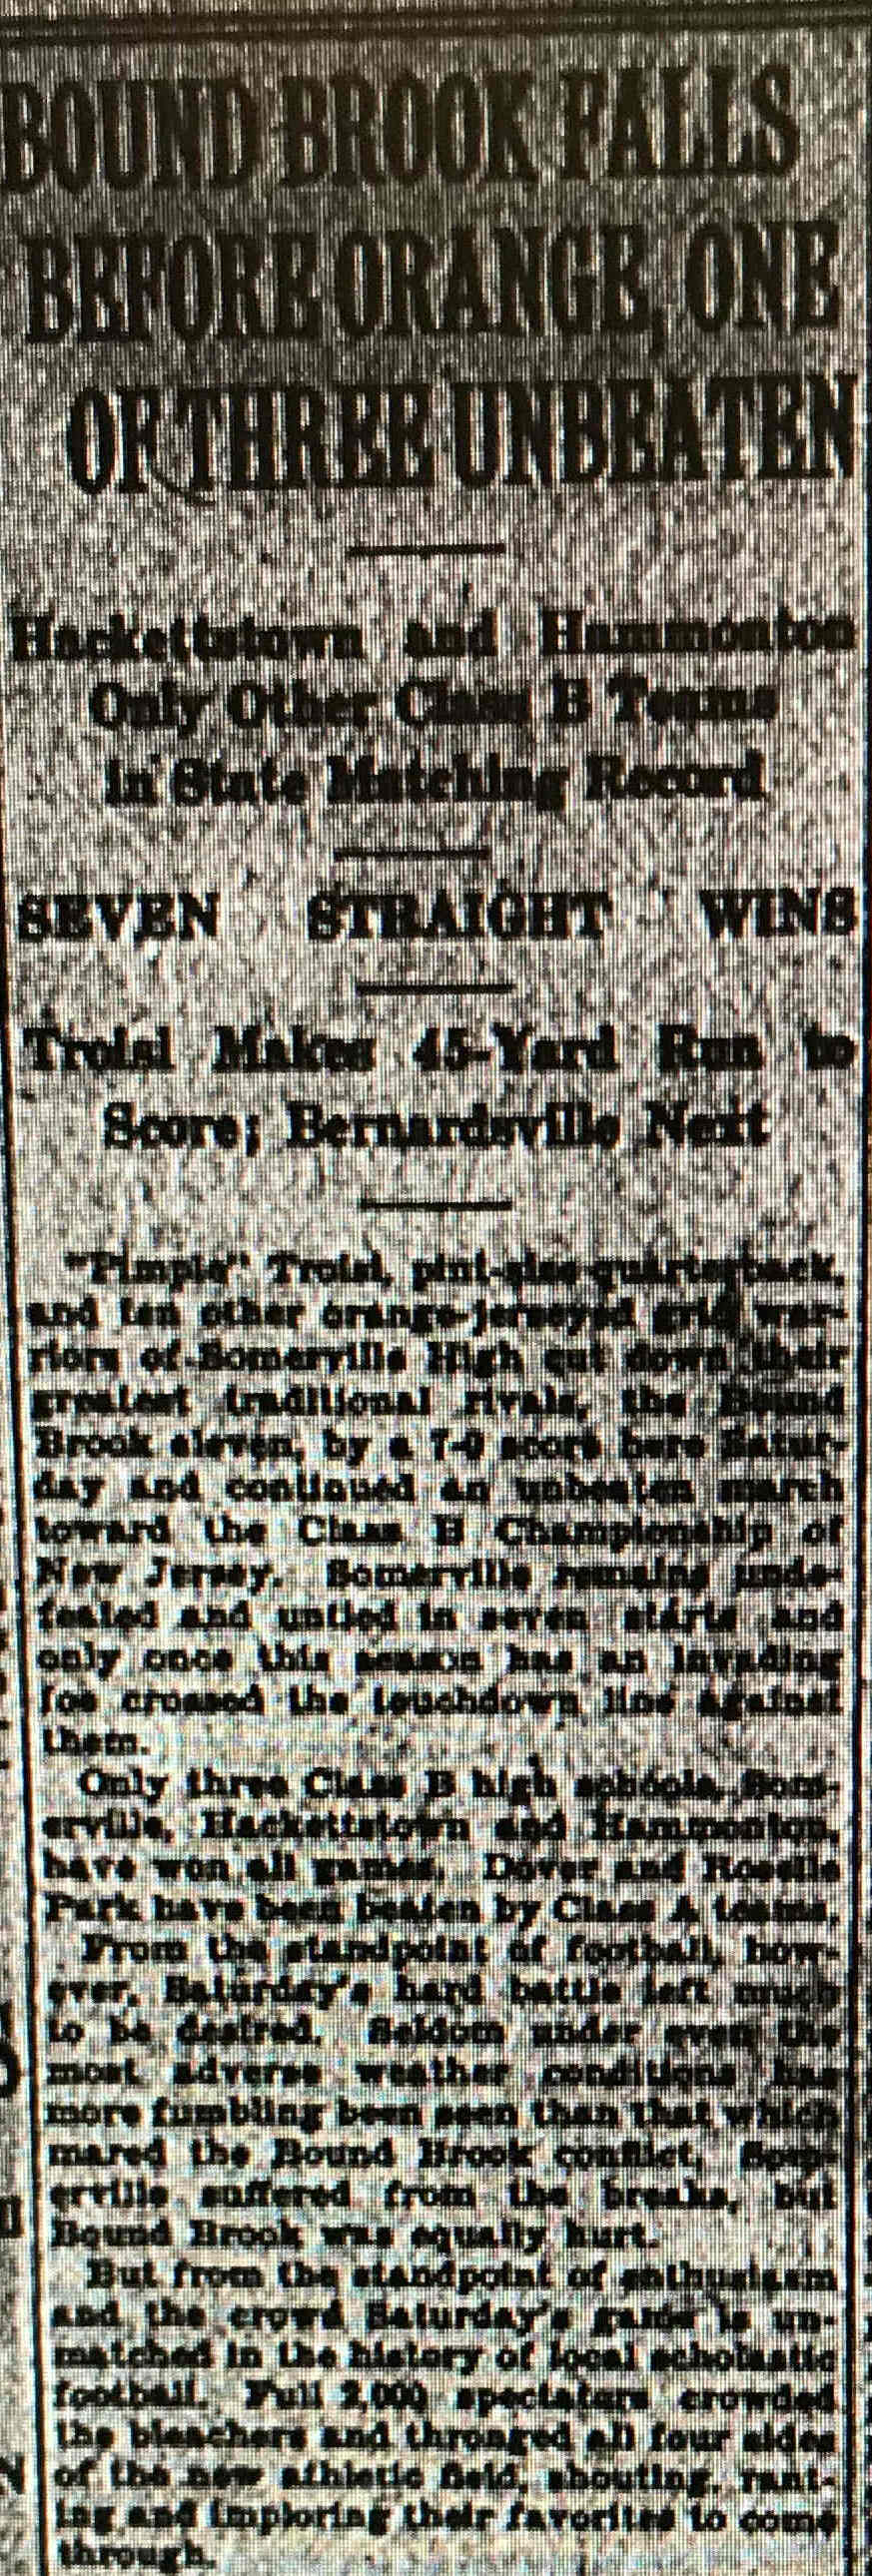 BOUND BROOK FALLS
BEFORE ORANGE, ONE
OF THREE UNBEATEN
Hackettstown and Hammonton
Only Other Class B Teams
in State Matching Record
SEVEN STRAIGHT WINS
Troisi Makes 45-Yard Run to
Score; Bernardsville Next
"Pimple" Troisi, pint-size quarterback,
and ten other orange-jerseyed grid war-
riors of Somerville High cut down their
greatest traditional rivals, the Bound
Brook eleven, by a 7-0 score here Satur-
day and continued an unbeaten march
toward the Class B Championship of
New Jersey. Somerville remains unde-
feated and untied in seven starts and
only once this season has an invading
foe crossed the touchdown line against
them.
Only three Class B high schools, Som-
erville, Hackettstown and Hammonton,
have won all games. Dover and Roselle
Park have been beaten by Class A teams.
From the standpoint of football, how-
ever, Saturday's hard battle left much
to be desired. Seldom under even the
most adverse weather conditions has
more fumbling been seen than that which
mared the Bound Brook conflict. Som-
erville suffered from the breaks, but
Bound Brook was equally hurt.
But from the standpoint of enthusiasm
and the crowd Saturday's game is un-
matched in the history of local scholastic
football. Full 2,000 spectators crowded
the bleachers and thronged all four sides
of the new athletic field, shouting, rant-
ing and imploring their favorites to come
through.